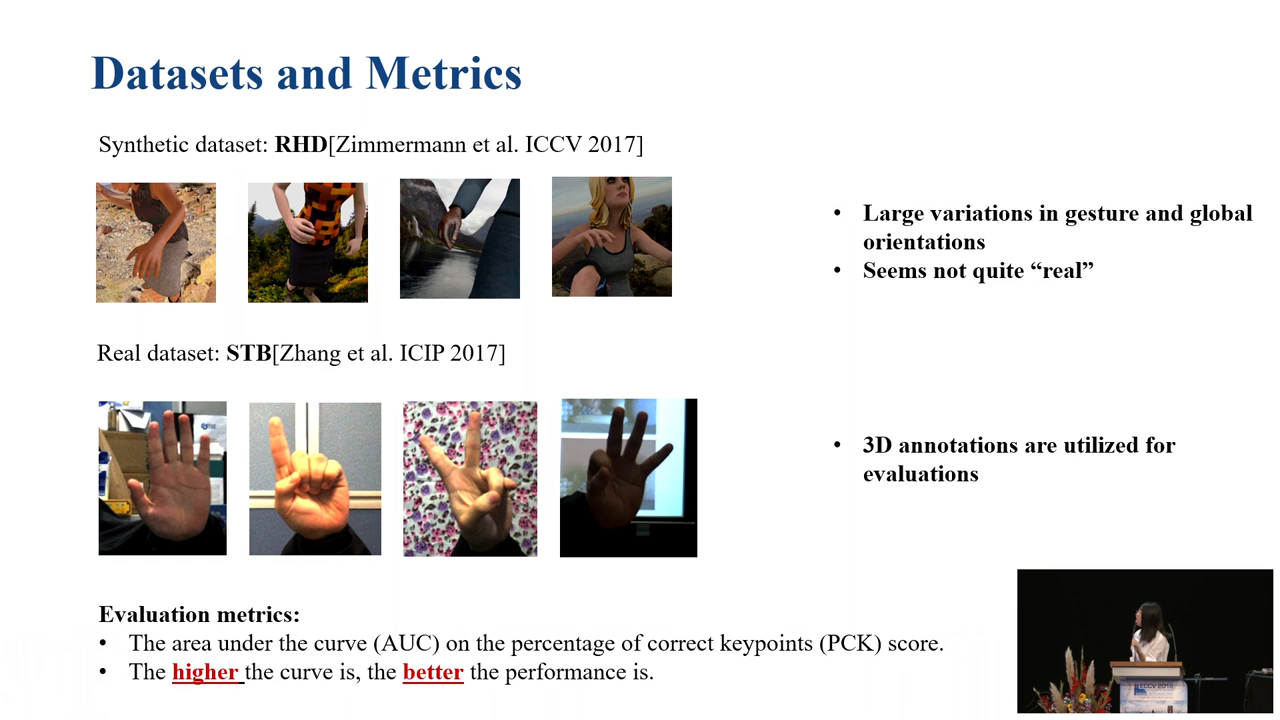 Datasets and Metrics
Synthetic dataset: RHD[Zimmermann et al. ICCV 2017]
• Large variations in gesture and global
orientations
• Seems not quite “real”
Real dataset: STB[Zhang et al. ICIP 2017]
• 3D annotations are utilized for
evaluations
Evaluation metrics:
• The area under the curve (AUC) on the percentage of correct keypoints (PCK) score.
• The higher the curve is, the better the performance is.
ECCV 2018